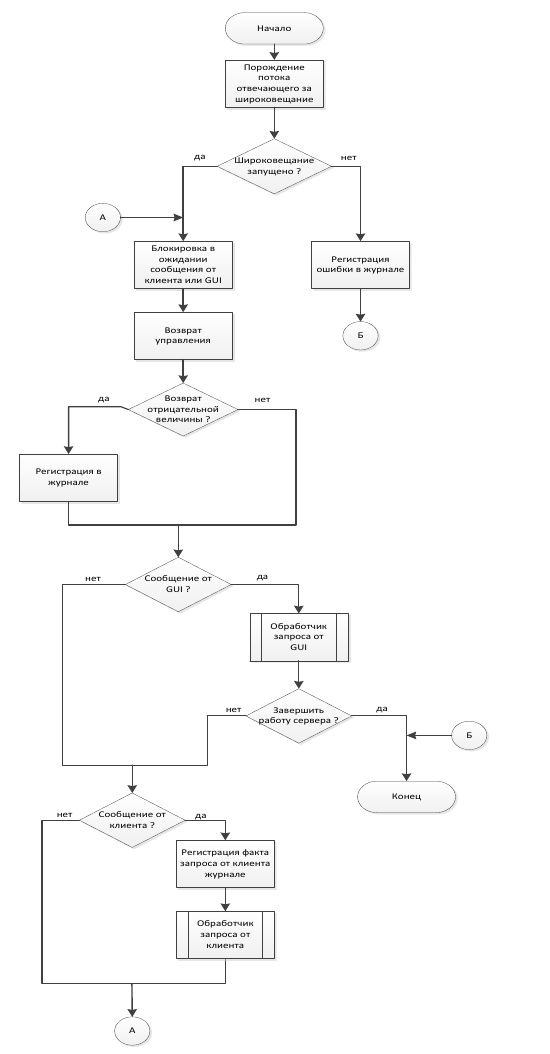 Начало
Порождение
потока
отвечающего за
широковещание
Широковещание
запущено ?
да
нет
А
Блокировка в
ожидании
сообщения от
клиента или GUI
Регистрация
ошибки в журнале
Возврат
управления
Б
Возврат
отрицательной
величины ?
да
нет
Регистрация в
журнале
Сообщение от
GUI ?
нет
да
Обработчик
запроса от
GUI
Завершить
работу сервера ?
нет
да
Б
Конец
Сообщение от
клиента ?
нет
да
Регистрация факта
запроса от клиента
журнале
Обработчик
запроса от
клиента
А